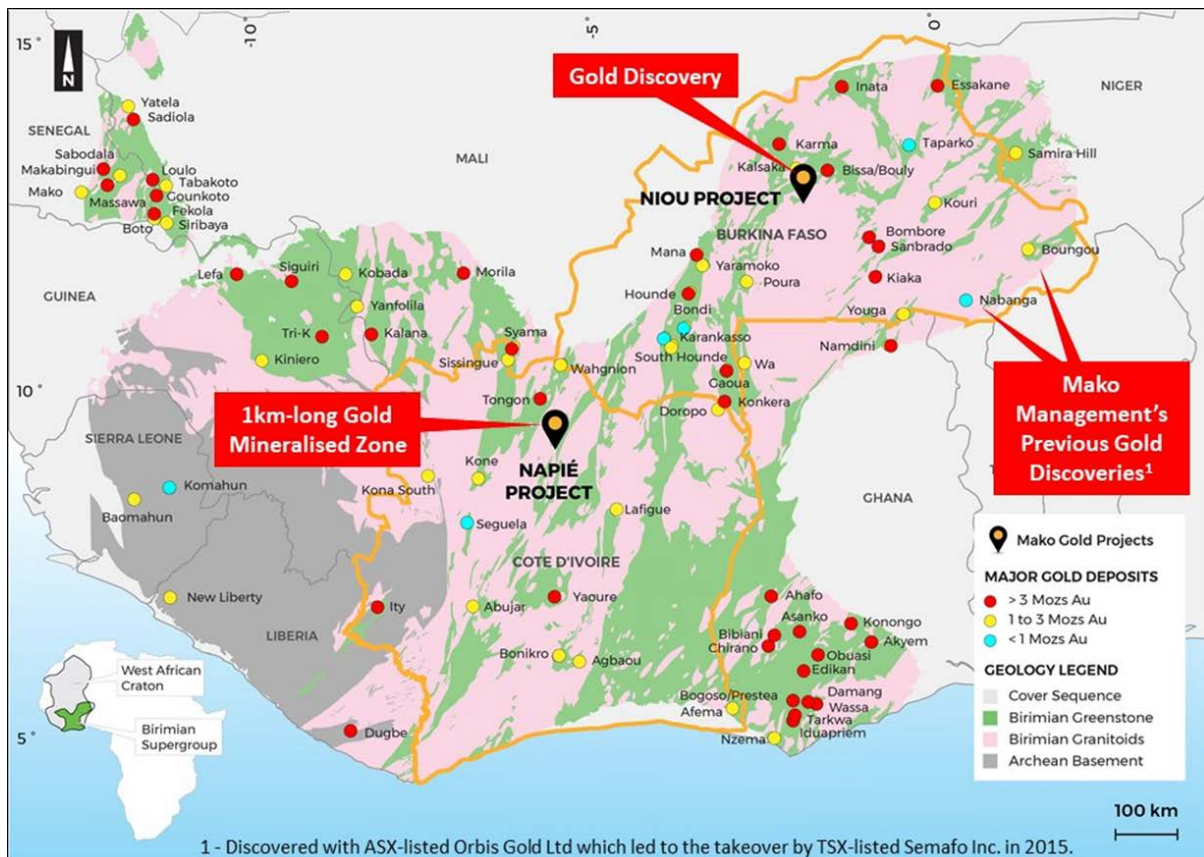 15°
-10°
-5°
0°
N
Gold Discovery
NIGER
Inata
Essakane
Yatela
Sadiola
SENEGAL
MALI
Karma
Taparko
Samira Hill
Sabodala
Makabingui
Loulo
Kalsaka
Bissa/Bouly
Mako
Massawa
Tabakoto
Gounkoto
NIOU PROJECT
Kouri
Fekola
Boto
Siribaya
BURKINA FASO
Bombore
Sanbrado
Boungou
Mana
Yaramoko
Lefa
Siguiri
Kobada
Morila
Poura
Kiaka
GUINEA
Hounde
Nabanga
Yanfolila
Bondi
Youga
Tri-K
Kalana
Syama
Karankasso
Namdini
Kiniero
Sissingue
South Hounde
Wa
Wahgnion
Gaoua
10°
Tongon
Konkera
Doropo
1km-long Gold
Mineralised Zone
Mako
Management's
Previous Gold
Discoveries1
SIERRA LEONE
NAPIÉ
PROJECT
Kone
Kona South
Komahun
Baomahun
GHANA
Lafigue
Seguela
COTE D'IVOIRE
New Liberty
Ity
Abujar
Yaoure
Ahafo
Asanko
Konongo
LIBERIA
Bibiani
Chirano
Akyem
Obuasi
Edikan
Bonikro
Agbaou
Bogoso/Prestea
Damang
Afema
Wassa
Tarkwa
Iduapriem
Dugbe
Nzema
5°
West African
Craton
Birimian
Supergroup
Mako Gold Projects
MAJOR GOLD DEPOSITS
> 3 Mozs Au
1 to 3 Mozs Au
<1 Mozs Au
GEOLOGY LEGEND
Cover Sequence
Birimian Greenstone
Birimian Granitoids
Archean Basement
100 km
1 - Discovered with ASX-listed Orbis Gold Ltd which led to the takeover by TSX-listed Semafo Inc. in 2015.